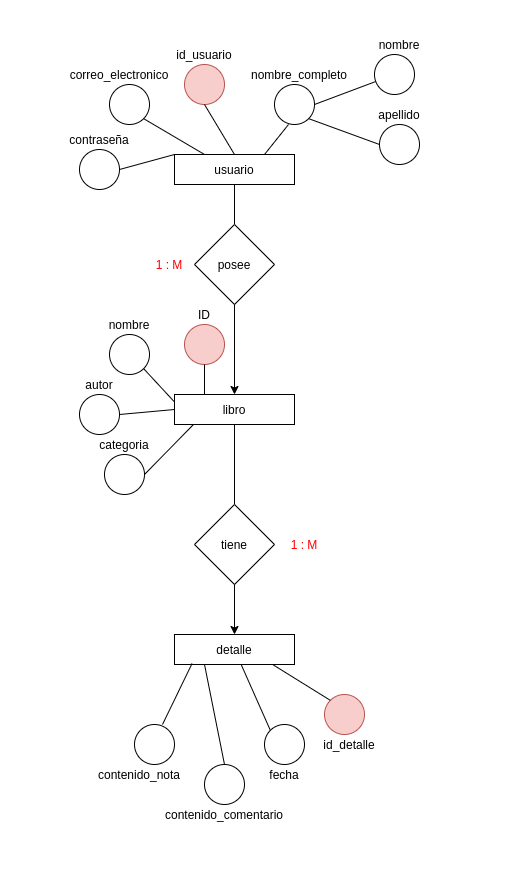 nombre
id_usuario
correo_electronico
nombre_completo
apellido
contraseña
usuario
1 : M
posee
ID
nombre
autor
libro
categoria
tiene
1 : M
detalle
id_detalle
contenido_nota
fecha
contenido_comentario